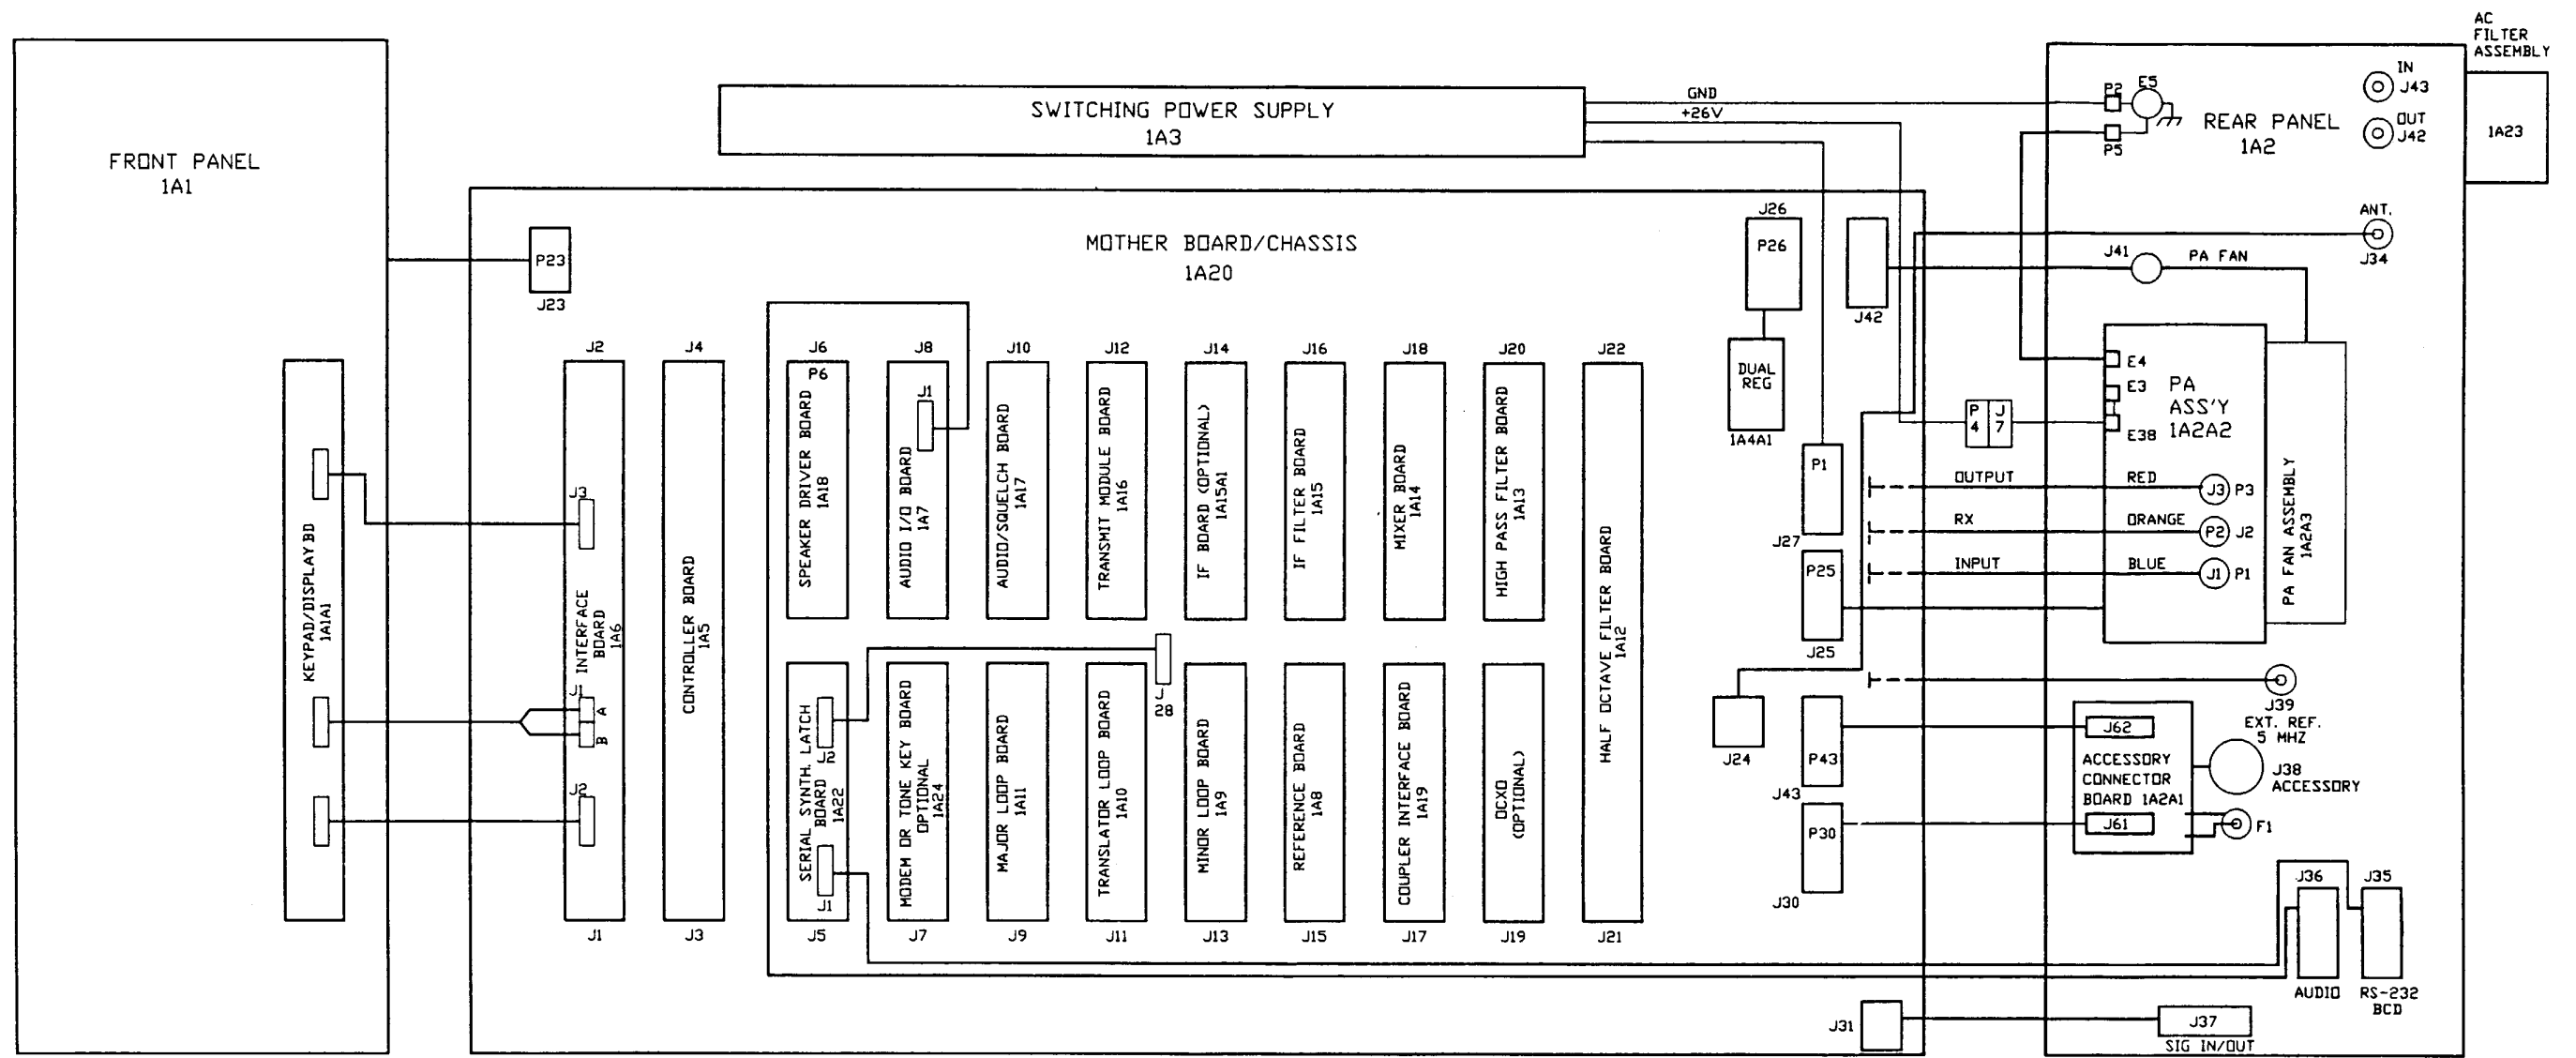 FRONT PANEL
1A1
KEYPAD/DISPLAY BD
1A1A1
SWITCHING POWER SUPPLY
1A3
GND
+26V
MOTHER BOARD/CHASSIS
1A20
P23
J23
J2
J3
INTERFACE
BOARD
1A6
J1
A
B
J2
J1
J4
CONTROLLER BOARD
1A5
J3
J6
P6
SPEAKER DRIVER BOARD
1A18
J8
J1
AUDIO I/O BOARD
1A7
J10
AUDIO/SQUELCH BOARD
1A17
J12
TRANSMIT MODULE BOARD
1A16
J14
IF BOARD (OPTIONAL)
1A15A1
J16
IF FILTER BOARD
1A15
J18
MIXER BOARD
1A14
J20
HIGH PASS FILTER BOARD
1A13
J22
HALF OCTAVE FILTER BOARD
1A12
J21
SERIAL SYNTH. LATCH
BOARD
1A22
J2
J1
J5
MODEM OR TONE KEY BOARD
OPTIONAL
1A24
J7
MAJOR LOOP BOARD
1A11
J9
TRANSLATOR LOOP BOARD
1A10
J11
J28
MINOR LOOP BOARD
1A9
J13
REFERENCE BOARD
1A8
J15
COUPLER INTERFACE BOARD
1A19
J17
OCXO
(OPTIONAL)
J19
J26
P26
DUAL
REG
1A4A1
J42
P1
J27
P25
J25
J24
P43
J43
P30
J30
J31
P
4
J
7
OUTPUT
RX
INPUT
RED
ORANGE
BLUE
AC
FILTER
ASSEMBLY
1A23
REAR PANEL
1A2
P2
E5
P5
IN
J43
OUT
J42
ANT.
J34
J41
PA FAN
E4
E3
E38
PA
ASS'Y
1A2A2
J3
P3
P2
J2
J1
P1
PA FAN ASSEMBLY
1A2A3
J39
EXT. REF.
5 MHZ
J62
ACCESSORY
CONNECTOR
BOARD 1A2A1
J61
J38
ACCESSORY
F1
J36
J35
AUDIO
RS-232
BCD
J37
SIG IN/OUT